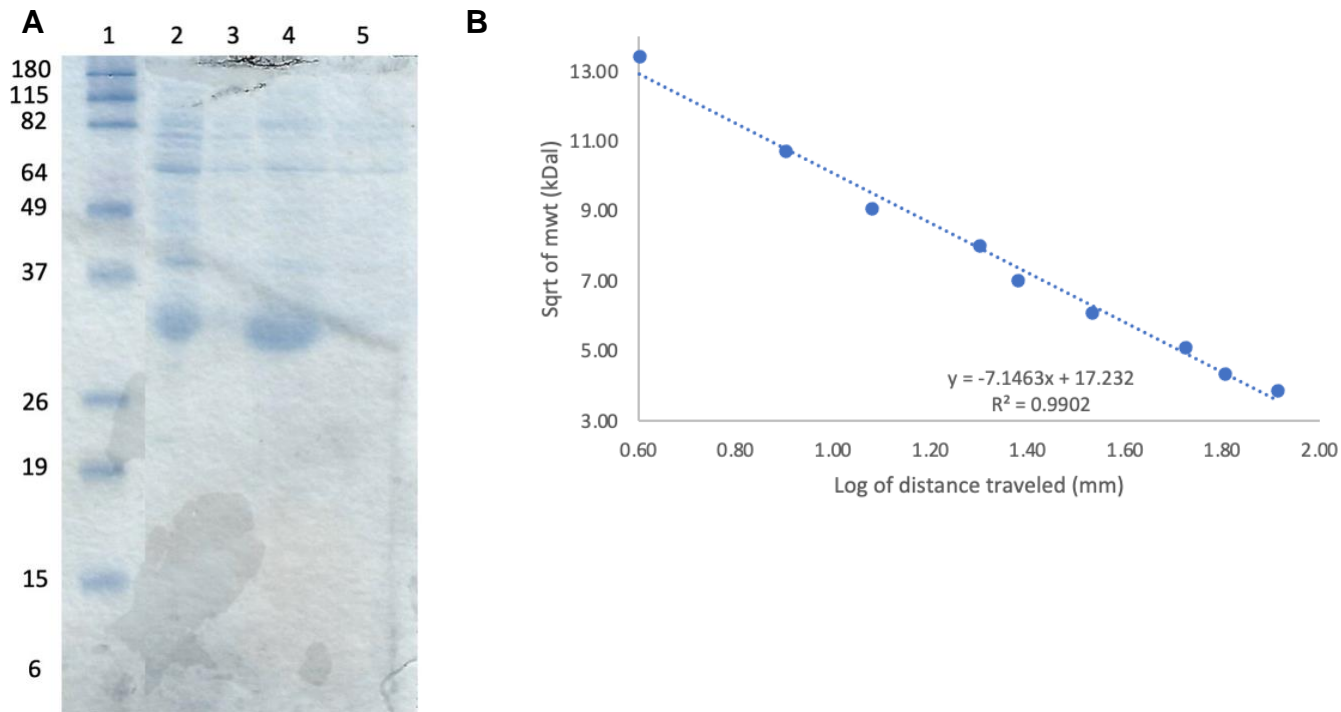 A
1 2 3 4 5
180
115
82
64
49
37
26
19
15
6
B
13.00
11.00
9.00
7.00
5.00
3.00
Sqrt of mwt (kDal)
y = -7.1463x + 17.232
R² = 0.9902
0.60 0.80 1.00 1.20 1.40 1.60 1.80 2.00
Log of distance traveled (mm)